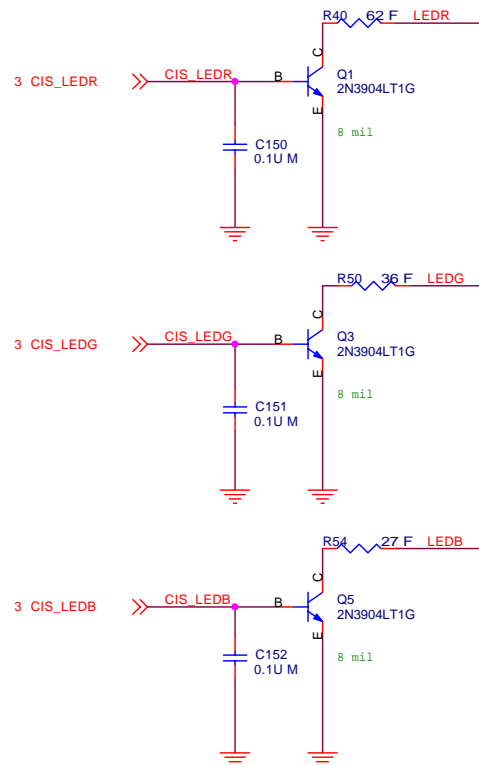 R40 62 F LEDR
C
3 CIS_LEDR CIS_LEDR B Q1
2N3904LT1G
E
8 mil
C150
0.1U M
R50 36 F LEDG
C
3 CIS_LEDG CIS_LEDG B Q3
2N3904LT1G
E
8 mil
C151
0.1U M
R54 27 F LEDB
C
3 CIS_LEDB CIS_LEDB B Q5
2N3904LT1G
E
8 mil
C152
0.1U M